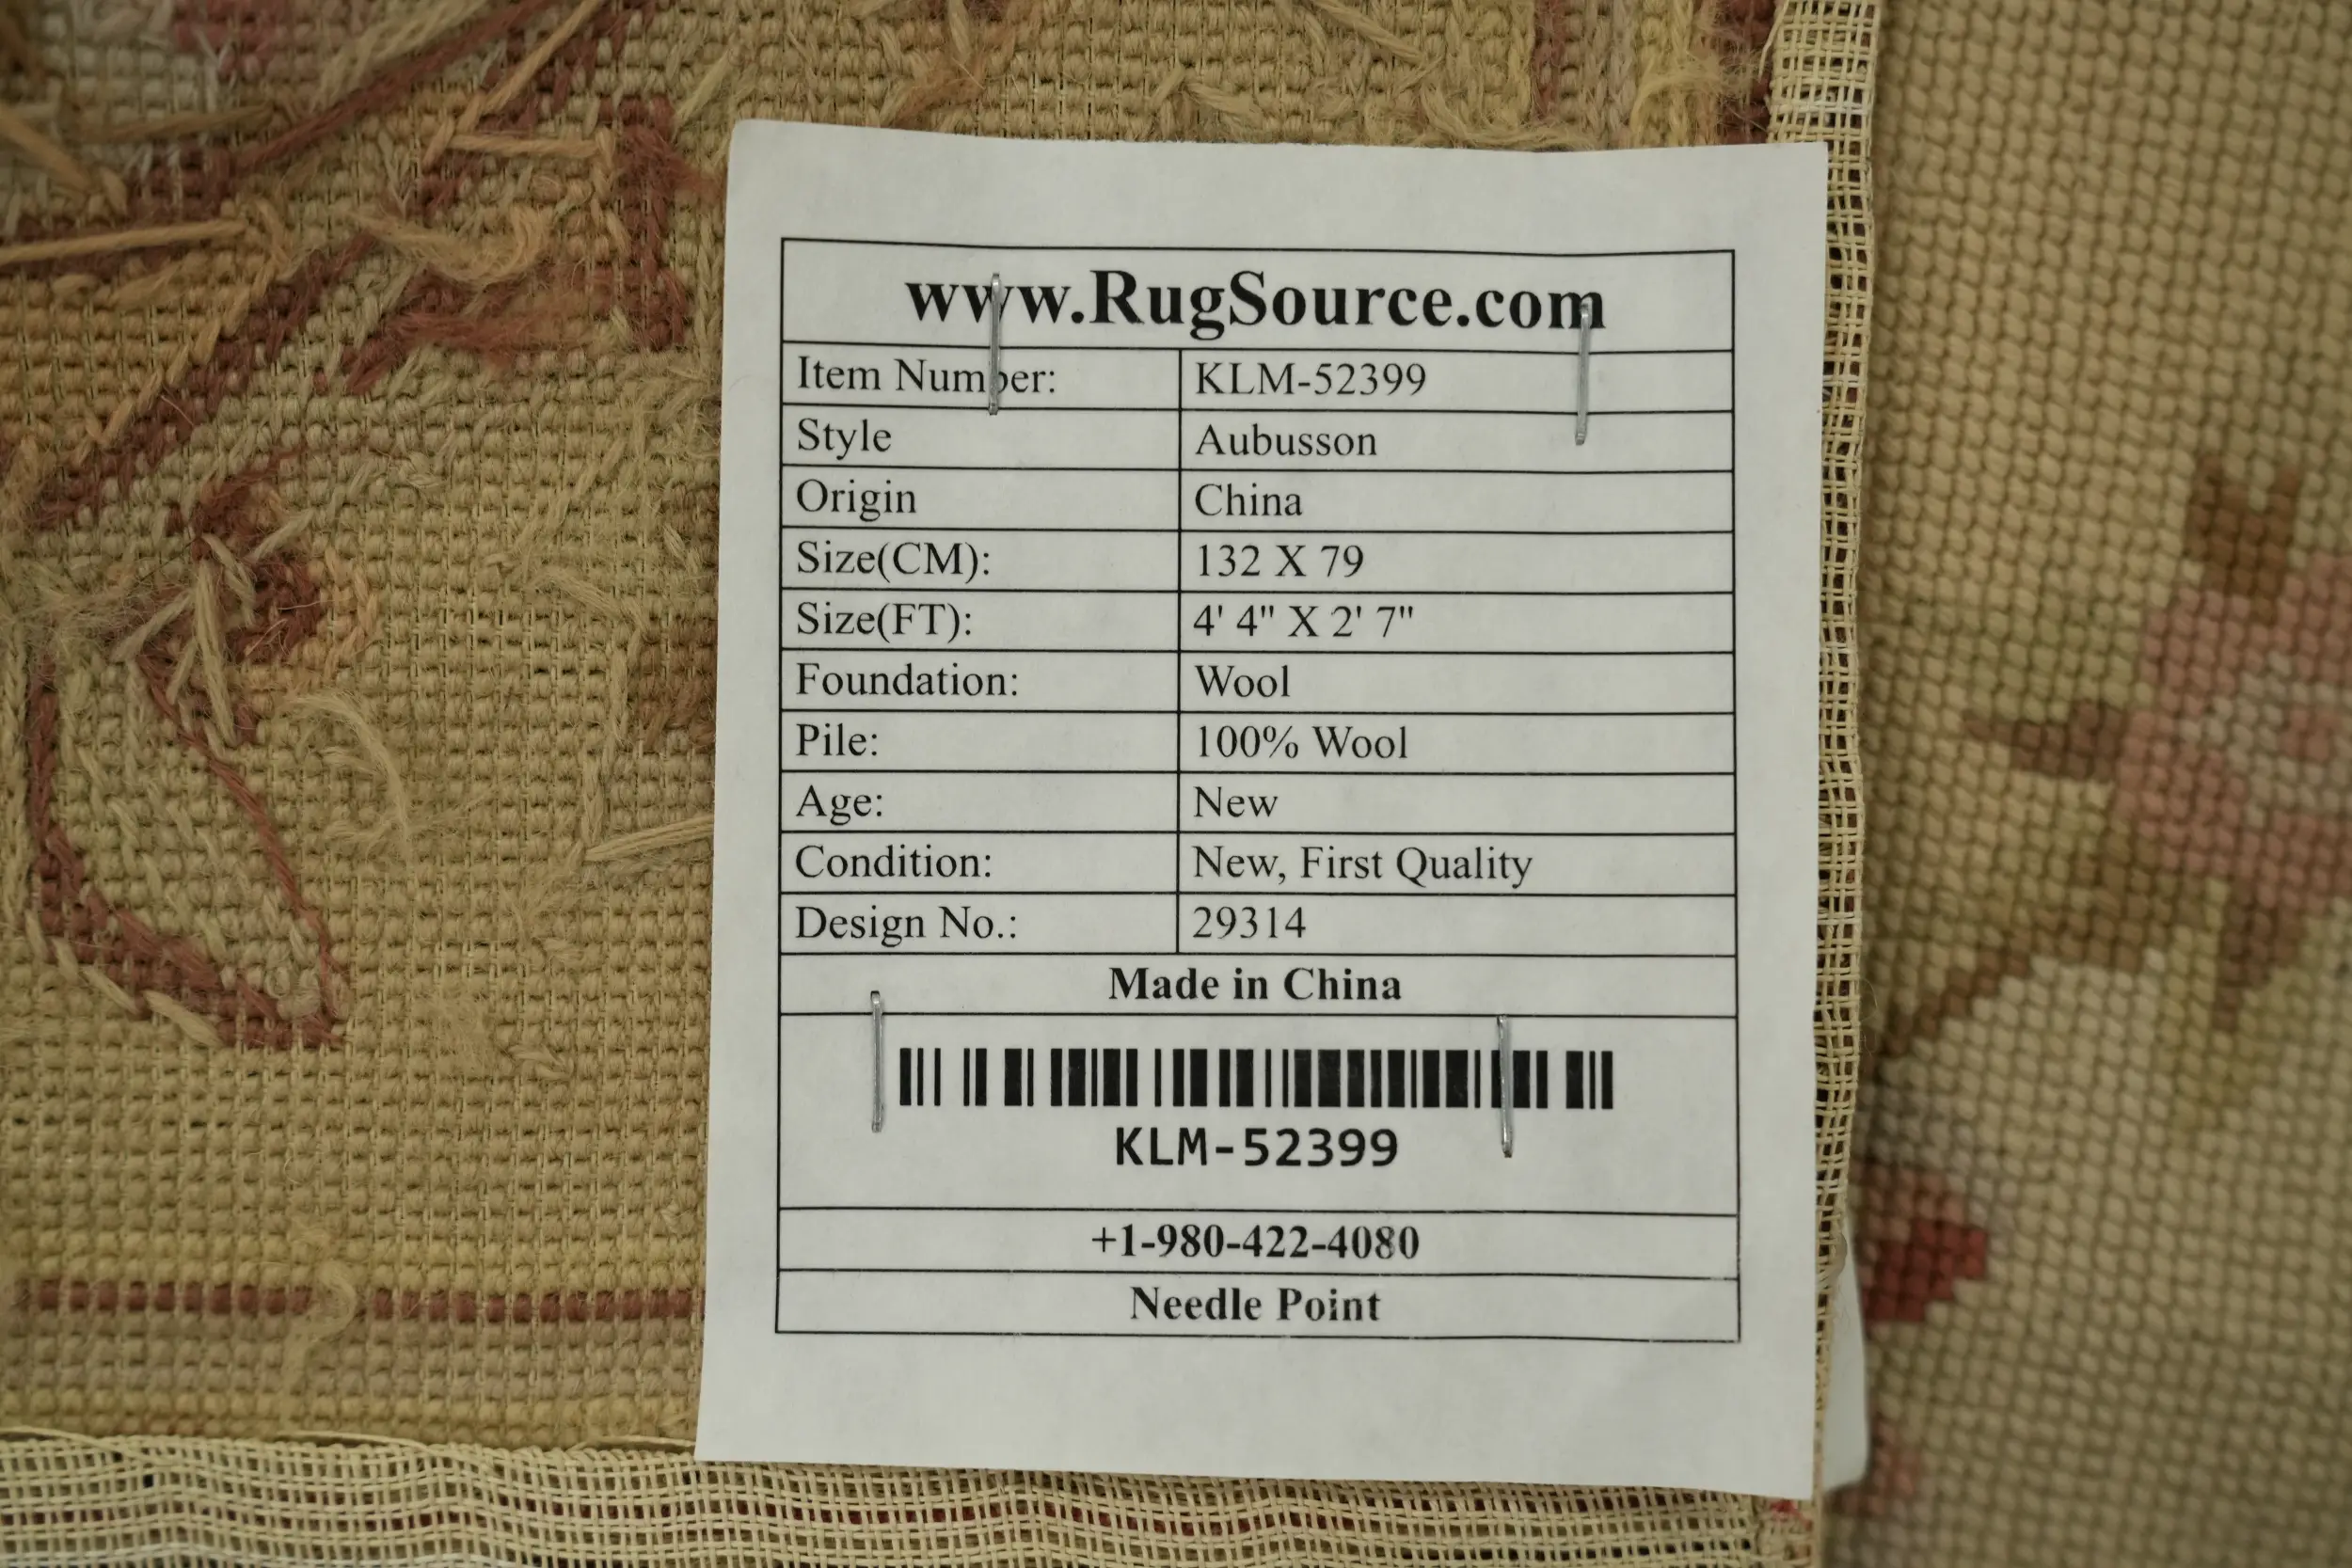 www.RugSource.com
Item Number: KLM-52399
Style Aubusson
Origin China
Size(CM): 132 X 79
Size(FT): 4' 4" X 2' 7"
Foundation: Wool
Pile: 100% Wool
Age: New
Condition: New, First Quality
Design No.: 29314
Made in China
KLM-52399
+1-980-422-4080
Needle Point